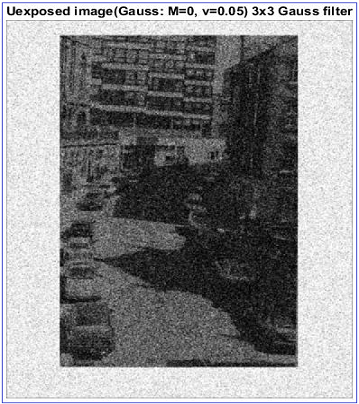 Uexposed image(Gauss: M=0, v=0.05) 3x3 Gauss filter